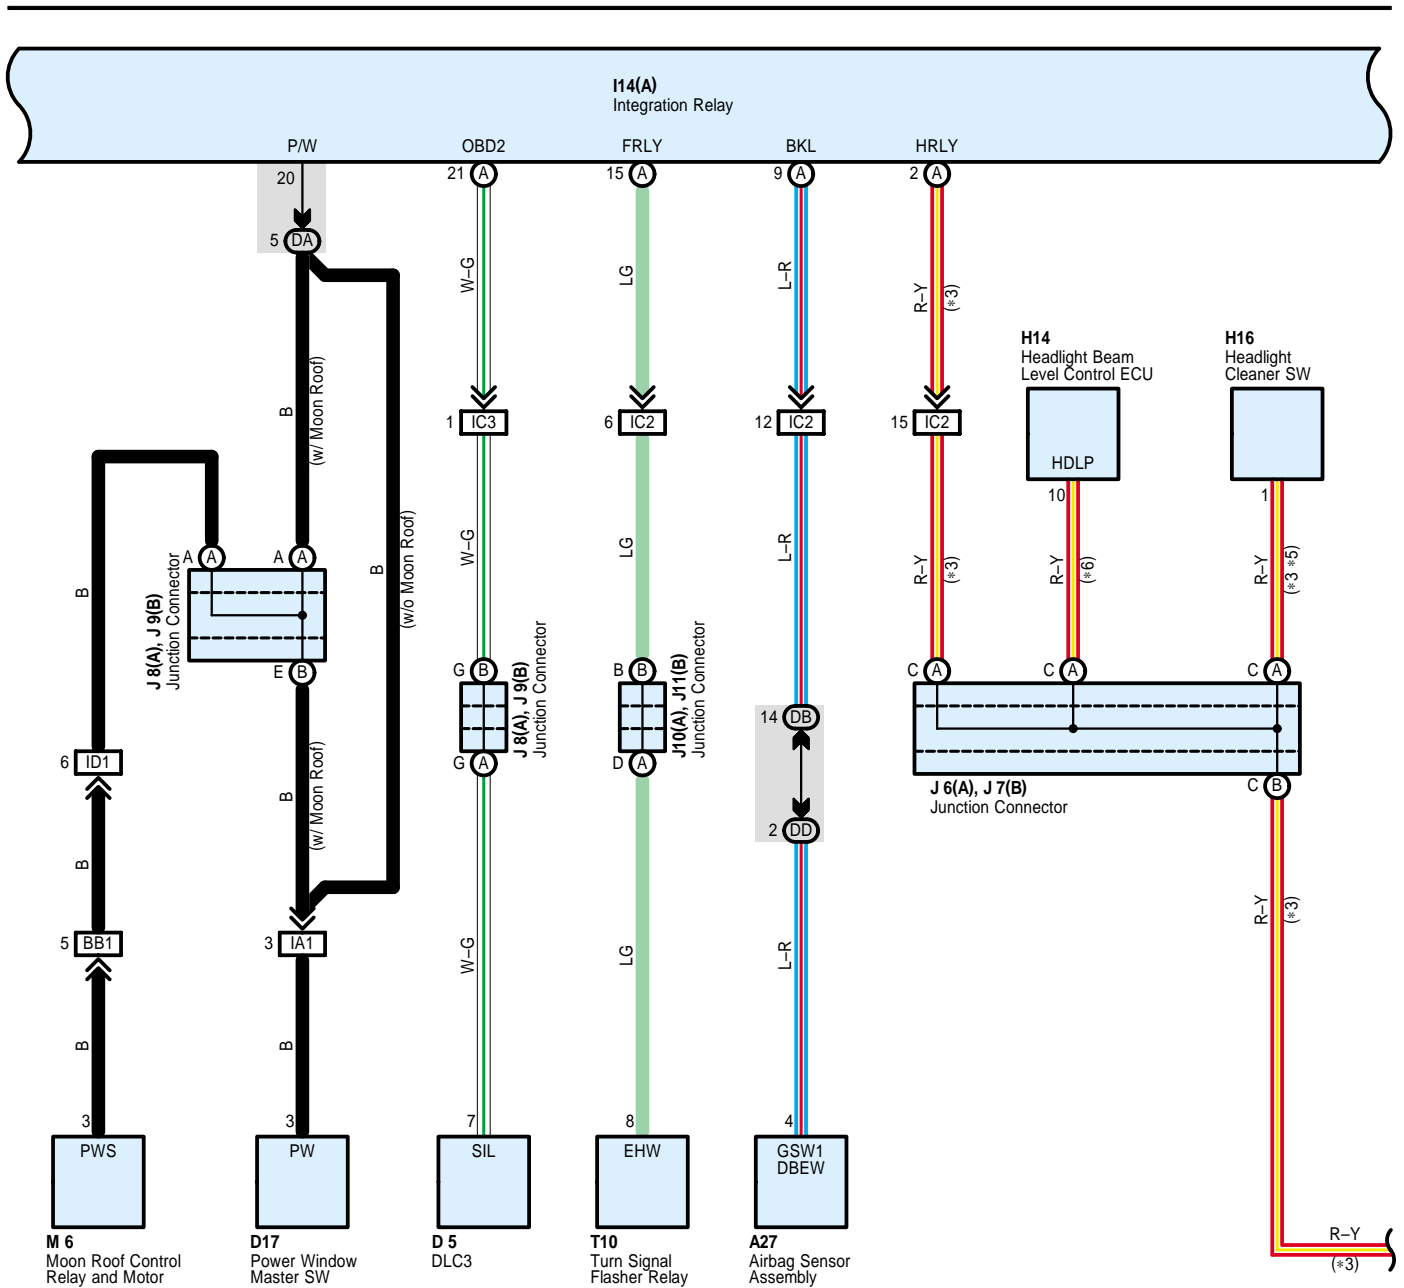 I14(A)
Integration Relay
P/W
OBD2
FRLY
BKL
HRLY
20
21 A
15 A
9 A
2 A
5 DA
W–G
LG
L–R
R–Y
(*3)
H14
Headlight Beam
Level Control ECU
H16
Headlight
Cleaner SW
B
(w/ Moon Roof)
1 IC3
6 IC2
12 IC2
15 IC2
HDLP
10
1
B
(w/o Moon Roof)
W–G
LG
L–R
R–Y
(*3)
R–Y
(*6)
R–Y
(*3 *5)
A A
A A
B
J 8(A), J 9(B)
Junction Connector
E B
G B
J 8(A), J 9(B)
Junction Connector
B B
J10(A), J11(B)
Junction Connector
C A
C A
C A
14 DB
6 ID1
G A
D A
J 6(A), J 7(B)
Junction Connector
C B
B
(w/ Moon Roof)
2 DD
B
R–Y
(*3)
5 BB1
3 IA1
W–G
LG
L–R
B
B
3
3
7
8
4
PWS
PW
SIL
EHW
GSW1
DBEW
M 6
Moon Roof Control
Relay and Motor
D17
Power Window
Master SW
D 5
DLC3
T10
Turn Signal
Flasher Relay
A27
Airbag Sensor
Assembly
R–Y
(*3)